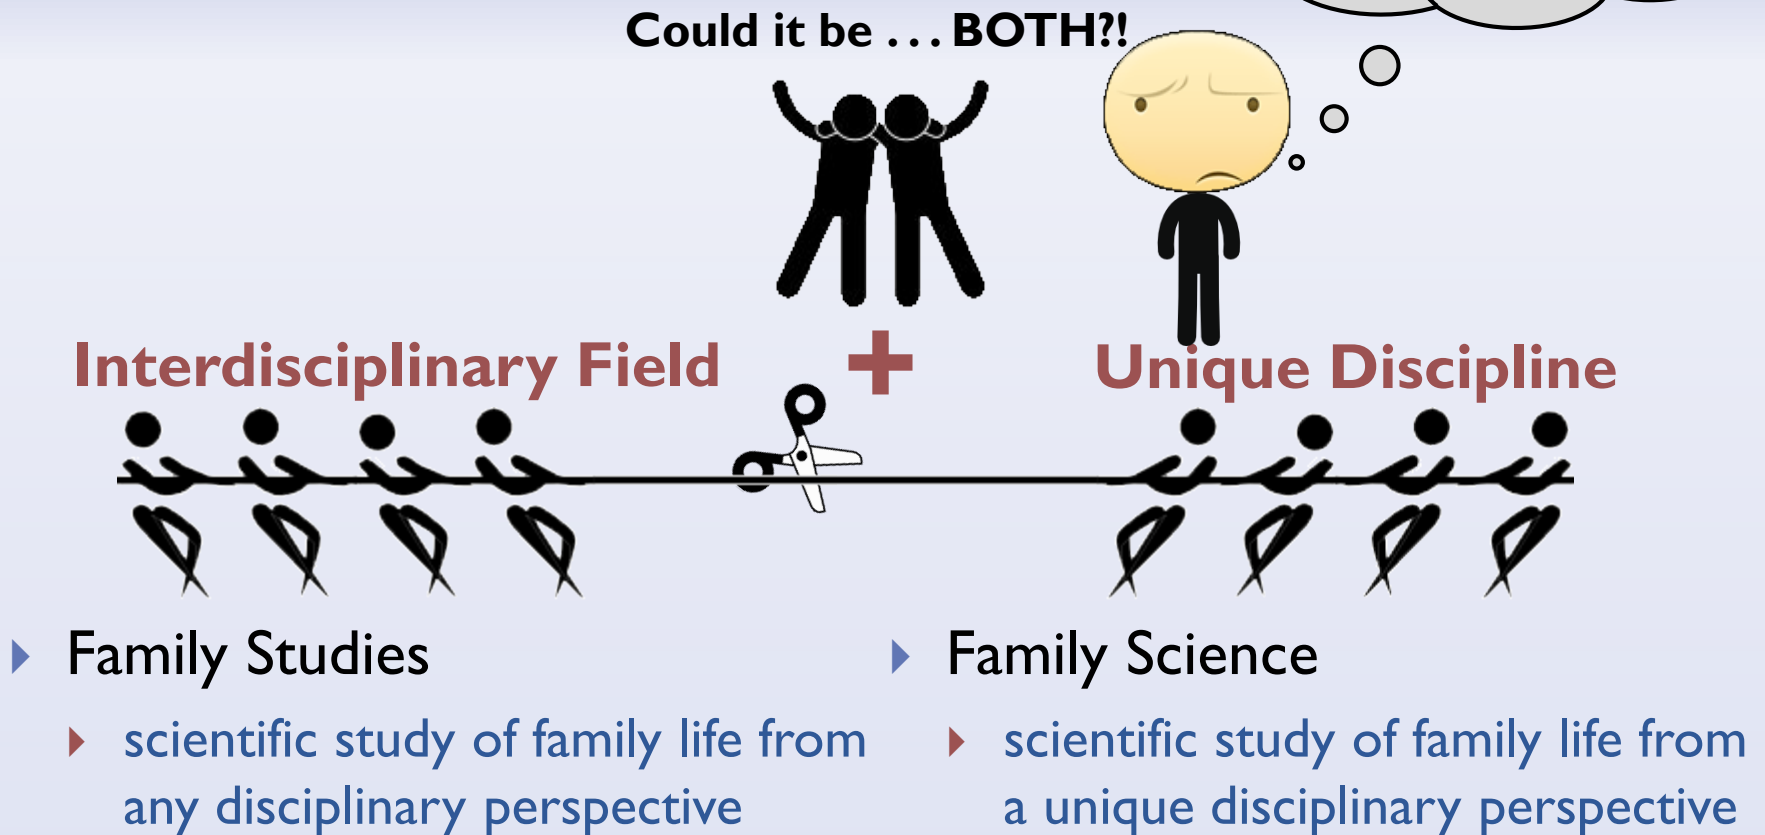 Could it be . . . BOTH?!
Interdisciplinary Field + Unique Discipline
Family Studies
scientific study of family life from
any disciplinary perspective
Family Science
scientific study of family life from
a unique disciplinary perspective